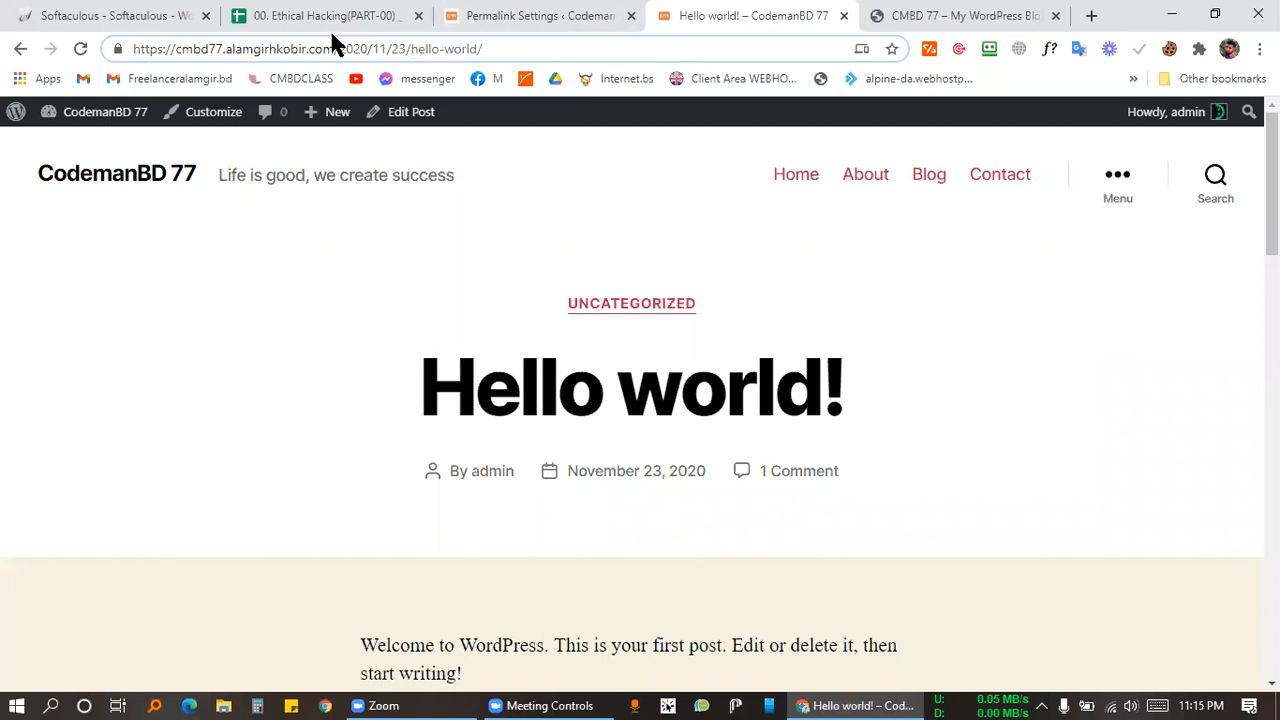 Softaculous - Softaculous - W
00. Ethical Hacking(PART-00) _
Permalink Settings ‹ Codeman
Hello world! – CodemanBD 77
CMBD 77 – My WordPress Blo
https://cmbd77.alamgirhkobir.com/2020/11/23/hello-world/
Apps
Freelanceralamgir.bd
CMBDCLASS
messenger
M
Internet.bs
Client Area WEBHO...
alpine-da.webhostp...
»
Other bookmarks
CodemanBD 77
Customize
0
New
Edit Post
Howdy, admin
CodemanBD 77
Life is good, we create success
Home
About
Blog
Contact
Menu
Search
UNCATEGORIZED
Hello world!
By admin
November 23, 2020
1 Comment
Welcome to WordPress. This is your first post. Edit or delete it, then
start writing!
Zoom
Meeting Controls
Hello world! – Cod...
U: 0.05 MB/s
D: 0.00 MB/s
11:15 PM